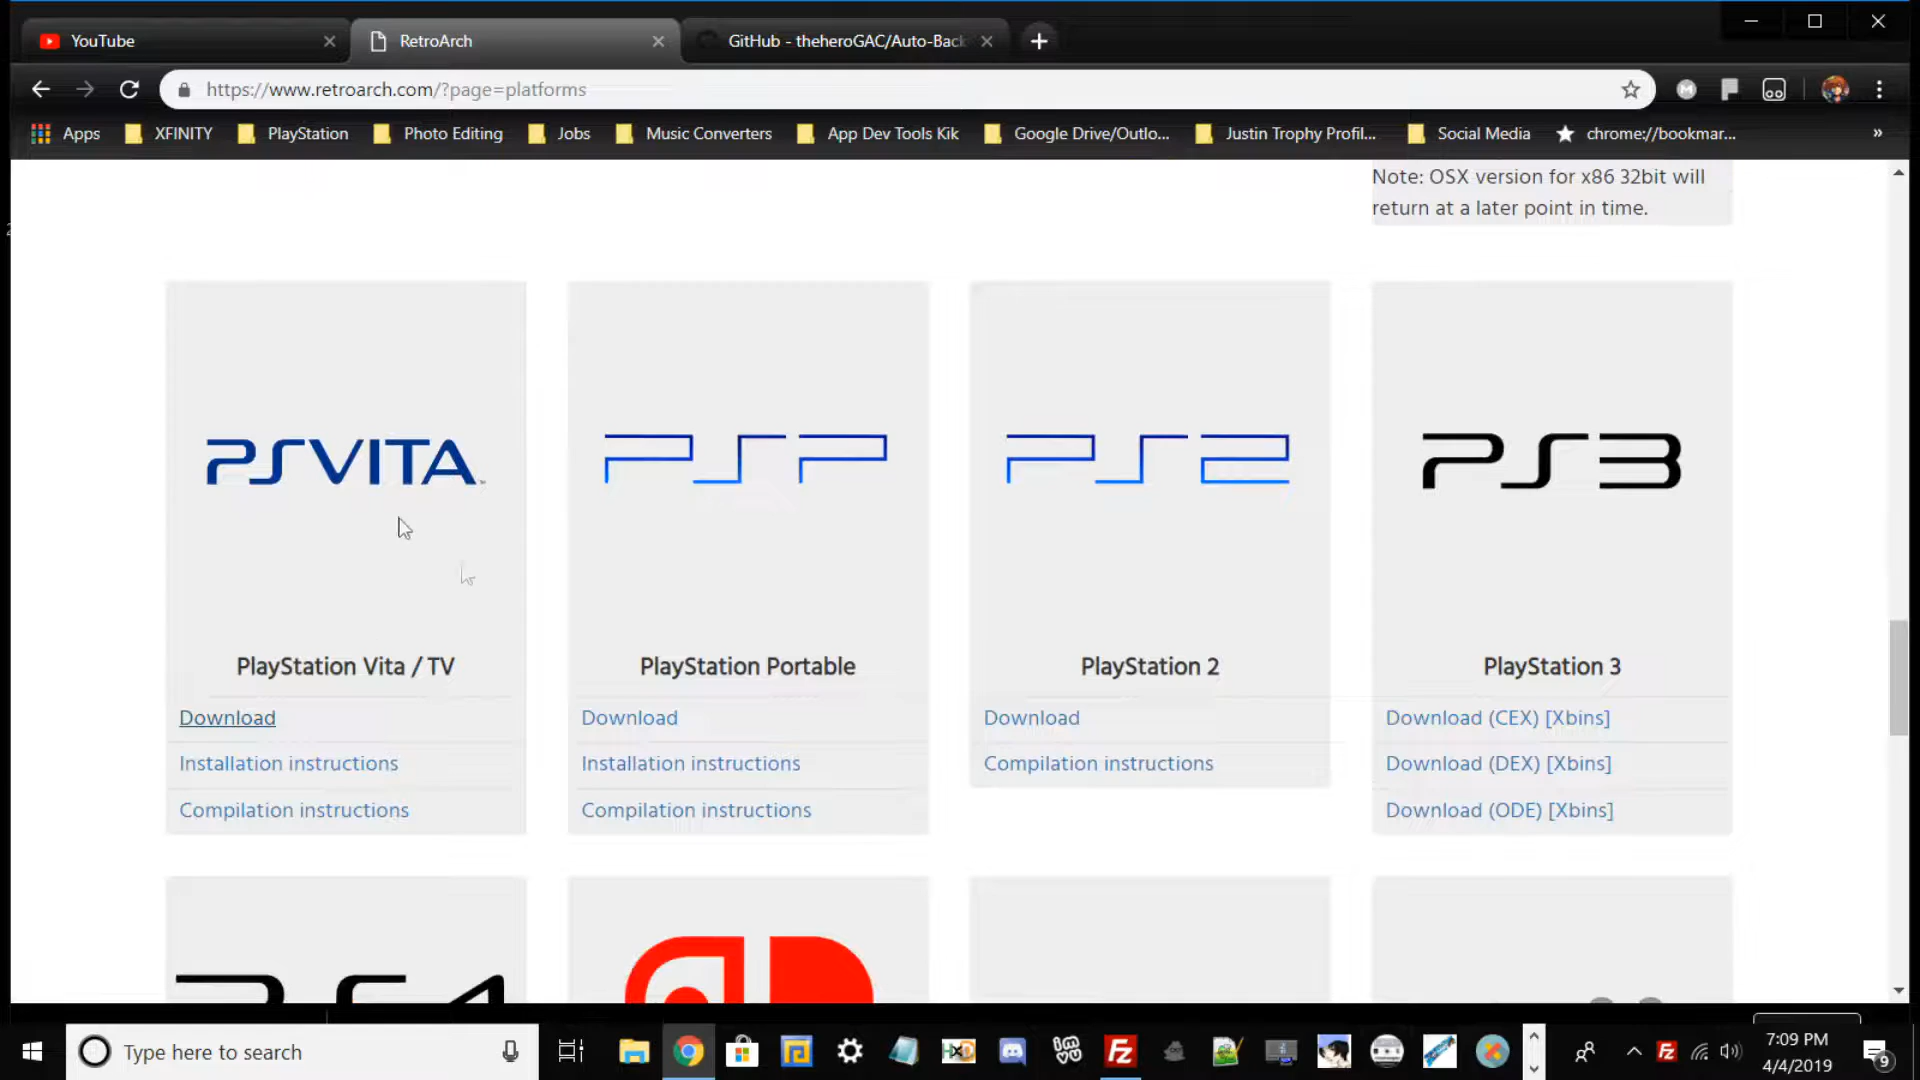 YouTube
RetroArch
GitHub - theheroGAC/Auto-Back
https://www.retroarch.com/?page=platforms
Apps
XFINITY
PlayStation
Photo Editing
Jobs
Music Converters
App Dev Tools Kik
Google Drive/Outlo...
Justin Trophy Profil...
Social Media
chrome://bookmar...
»
Note: OSX version for x86 32bit will
return at a later point in time.
PSVITA
PSP
PS2
PS3
PlayStation Vita / TV
PlayStation Portable
PlayStation 2
PlayStation 3
Download
Download
Download
Download (CEX) [Xbins]
Installation instructions
Installation instructions
Compilation instructions
Download (DEX) [Xbins]
Compilation instructions
Compilation instructions
Download (ODE) [Xbins]
PS4
Type here to search
7:09 PM
4/4/2019
9